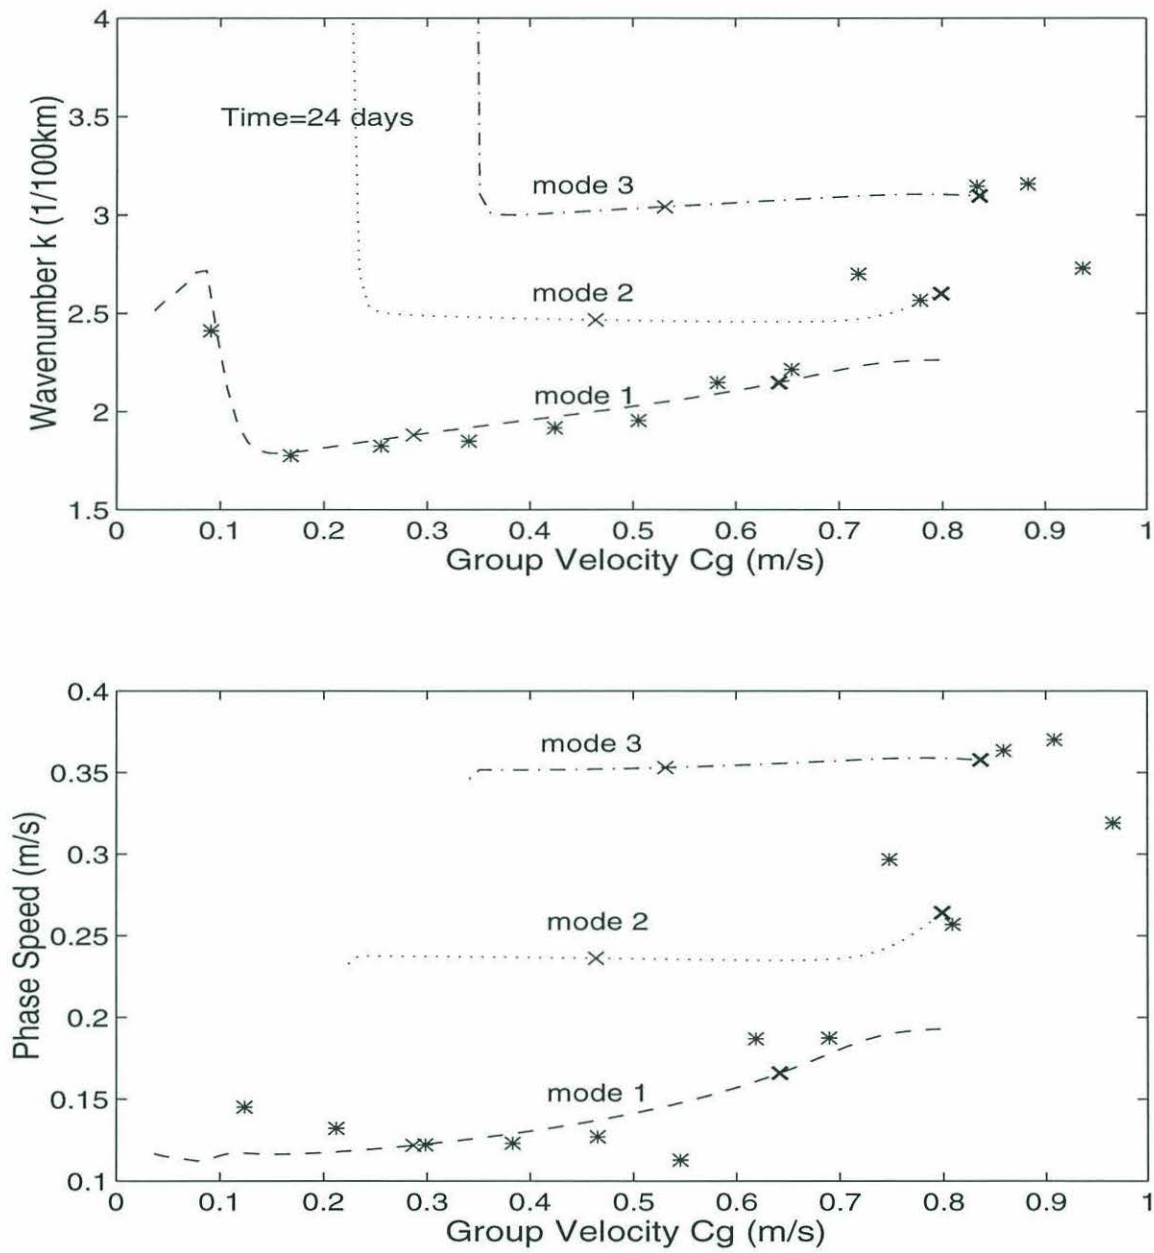 4
3.5
3
2.5
2
1.5
Wavenumber k (1/100km)
Time=24 days
mode 3
mode 2
mode 1
0 0.1 0.2 0.3 0.4 0.5 0.6 0.7 0.8 0.9 1
Group Velocity Cg (m/s)
0.4
0.35
0.3
0.25
0.2
0.15
0.1
Phase Speed (m/s)
mode 3
mode 2
mode 1
0 0.1 0.2 0.3 0.4 0.5 0.6 0.7 0.8 0.9 1
Group Velocity Cg (m/s)